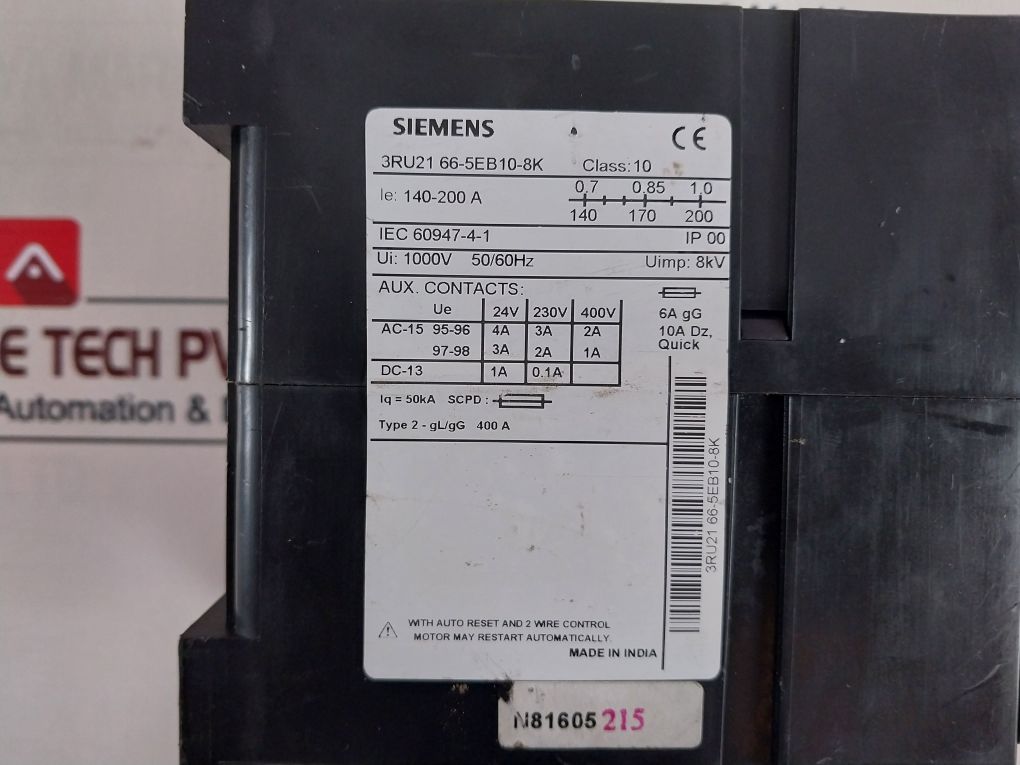 SIEMENS CE
3RU21 66-5EB10-8K Class: 10
Ie: 140-200 A
0.7 0.85 1.0
140 170 200
IEC 60947-4-1 IP 00
Ui: 1000V 50/60Hz Uimp: 8kV
AUX. CONTACTS:
Ue 24V 230V 400V
AC-15 95-96 4A 3A 2A
97-98 3A 2A 1A
DC-13 1A 0.1A
6A gG
10A Dz,
Quick
Iq = 50kA SCPD :
Type 2 - gL/gG 400 A
3RU21 66-5EB10-8K
WITH AUTO RESET AND 2 WIRE CONTROL
MOTOR MAY RESTART AUTOMATICALLY.
MADE IN INDIA
N81605 215
E TECH PV
Automation &